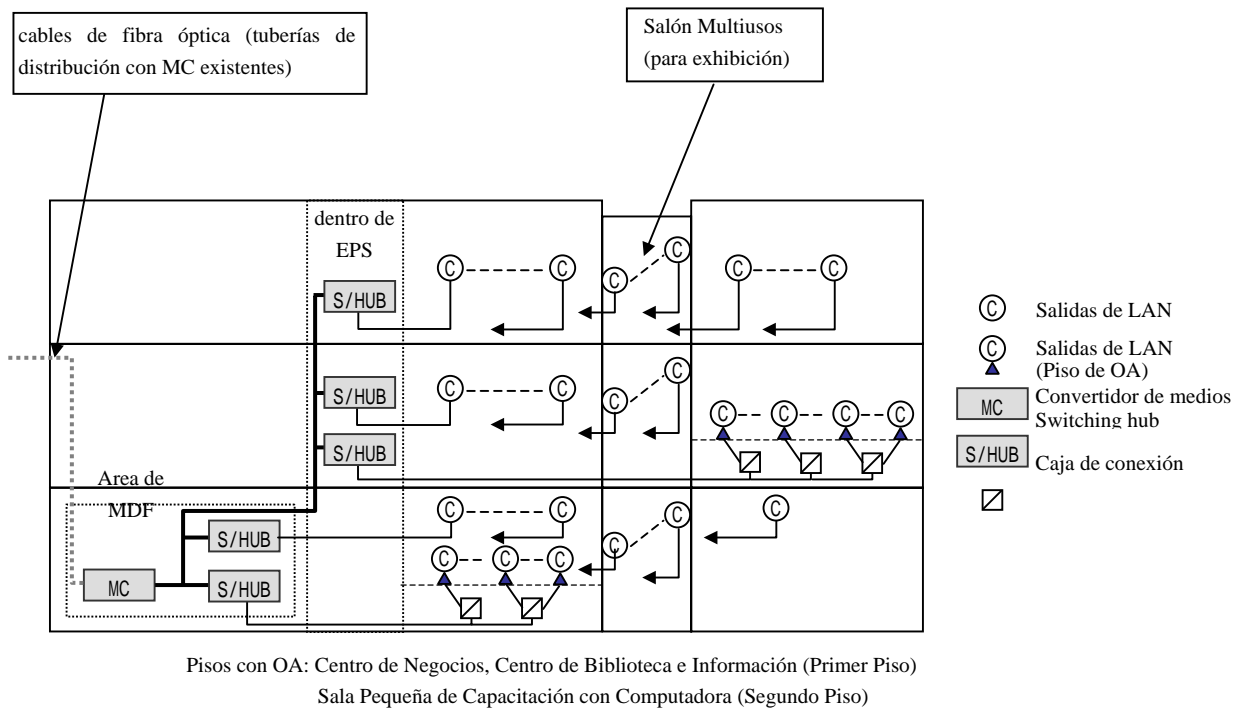 cables de fibra óptica (tuberías de
distribución con MC existentes)
Salón Multiusos
(para exhibición)
dentro de
EPS
C
C
C
C
C
C
S/HUB
C
C
C
C
S/HUB
C
C
C
C
S/HUB
Area de
MDF
C
C
C
C
C
S/HUB
C
C
C
MC
S/HUB
C
Salidas de LAN
C
Salidas de LAN
(Piso de OA)
MC
Convertidor de medios
Switching hub
S/HUB
Caja de conexión
Pisos con OA: Centro de Negocios, Centro de Biblioteca e Información (Primer Piso)
Sala Pequeña de Capacitación con Computadora (Segundo Piso)